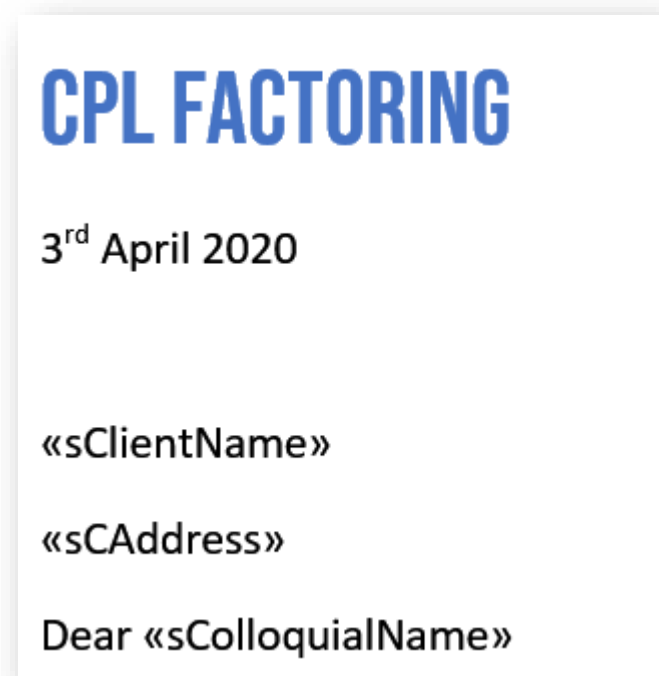 CPL FACTORING
3rd April 2020
«sClientName»
«sCAddress»
Dear «sColloquialName»